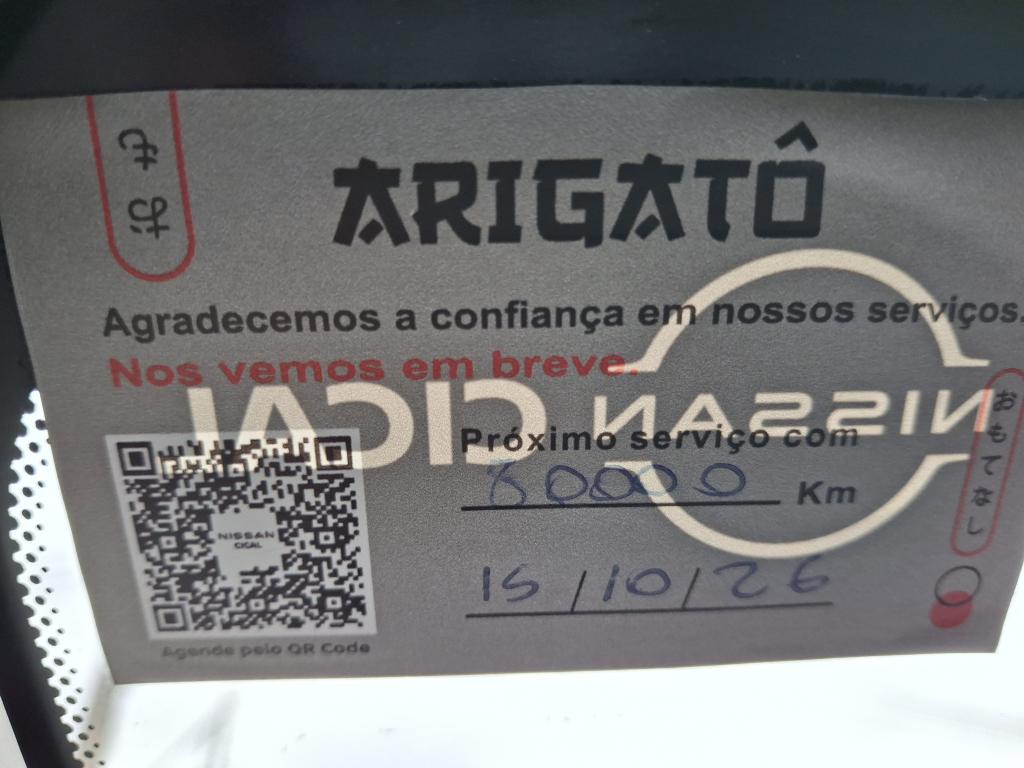 ARIGATÔ
Agradecemos a confiança em nossos serviços.
Nos vemos em breve.
CICAL NISSAN
Próximo serviço com
80000 Km
15/10/26
おもてなし
NISSAN
CICAL
Agende pelo QR Code